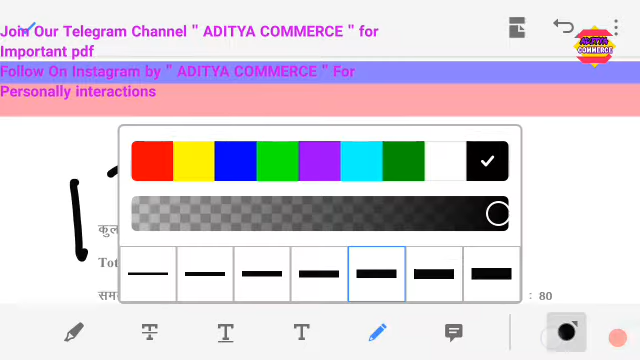 Join Our Telegram Channel " ADITYA COMMERCE " for
Important pdf
Follow On Instagram by " ADITYA COMMERCE " For
Personally interactions
ADITYA
COMMERCE
कुल
Tot
सम
: 80
T T T